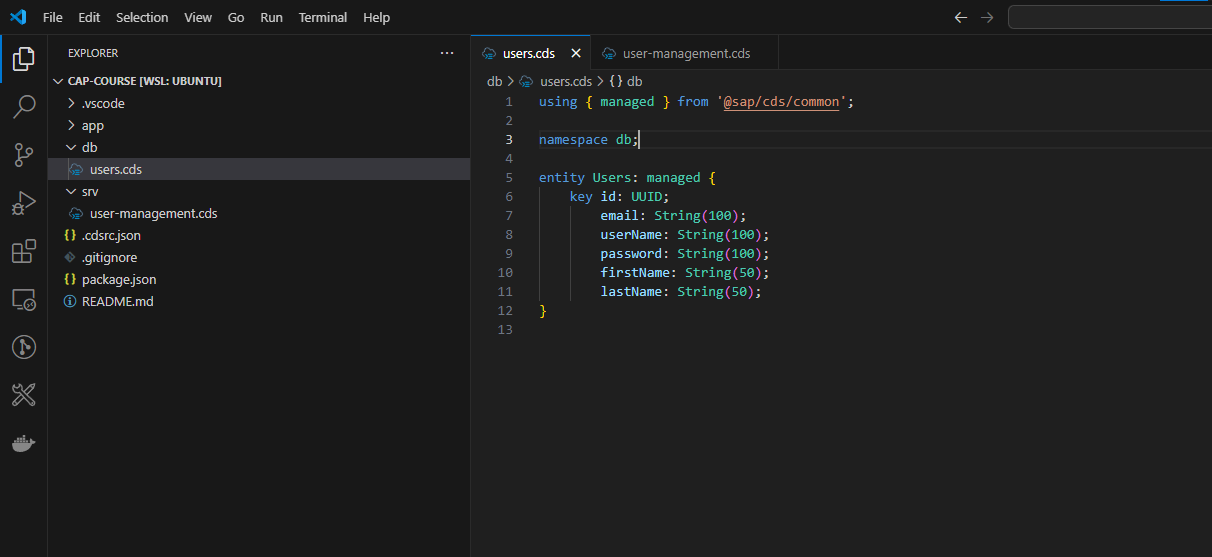 File Edit Selection View Go Run Terminal Help
EXPLORER
CAP-COURSE [WSL: UBUNTU]
.vscode
app
db
users.cds
srv
user-management.cds
.cdsrc.json
.gitignore
package.json
README.md
users.cds user-management.cds
db > users.cds > {} db
1 using { managed } from '@sap/cds/common';
2
3 namespace db;
4
5 entity Users: managed {
6 key id: UUID;
7 email: String(100);
8 userName: String(100);
9 password: String(100);
10 firstName: String(50);
11 lastName: String(50);
12 }
13